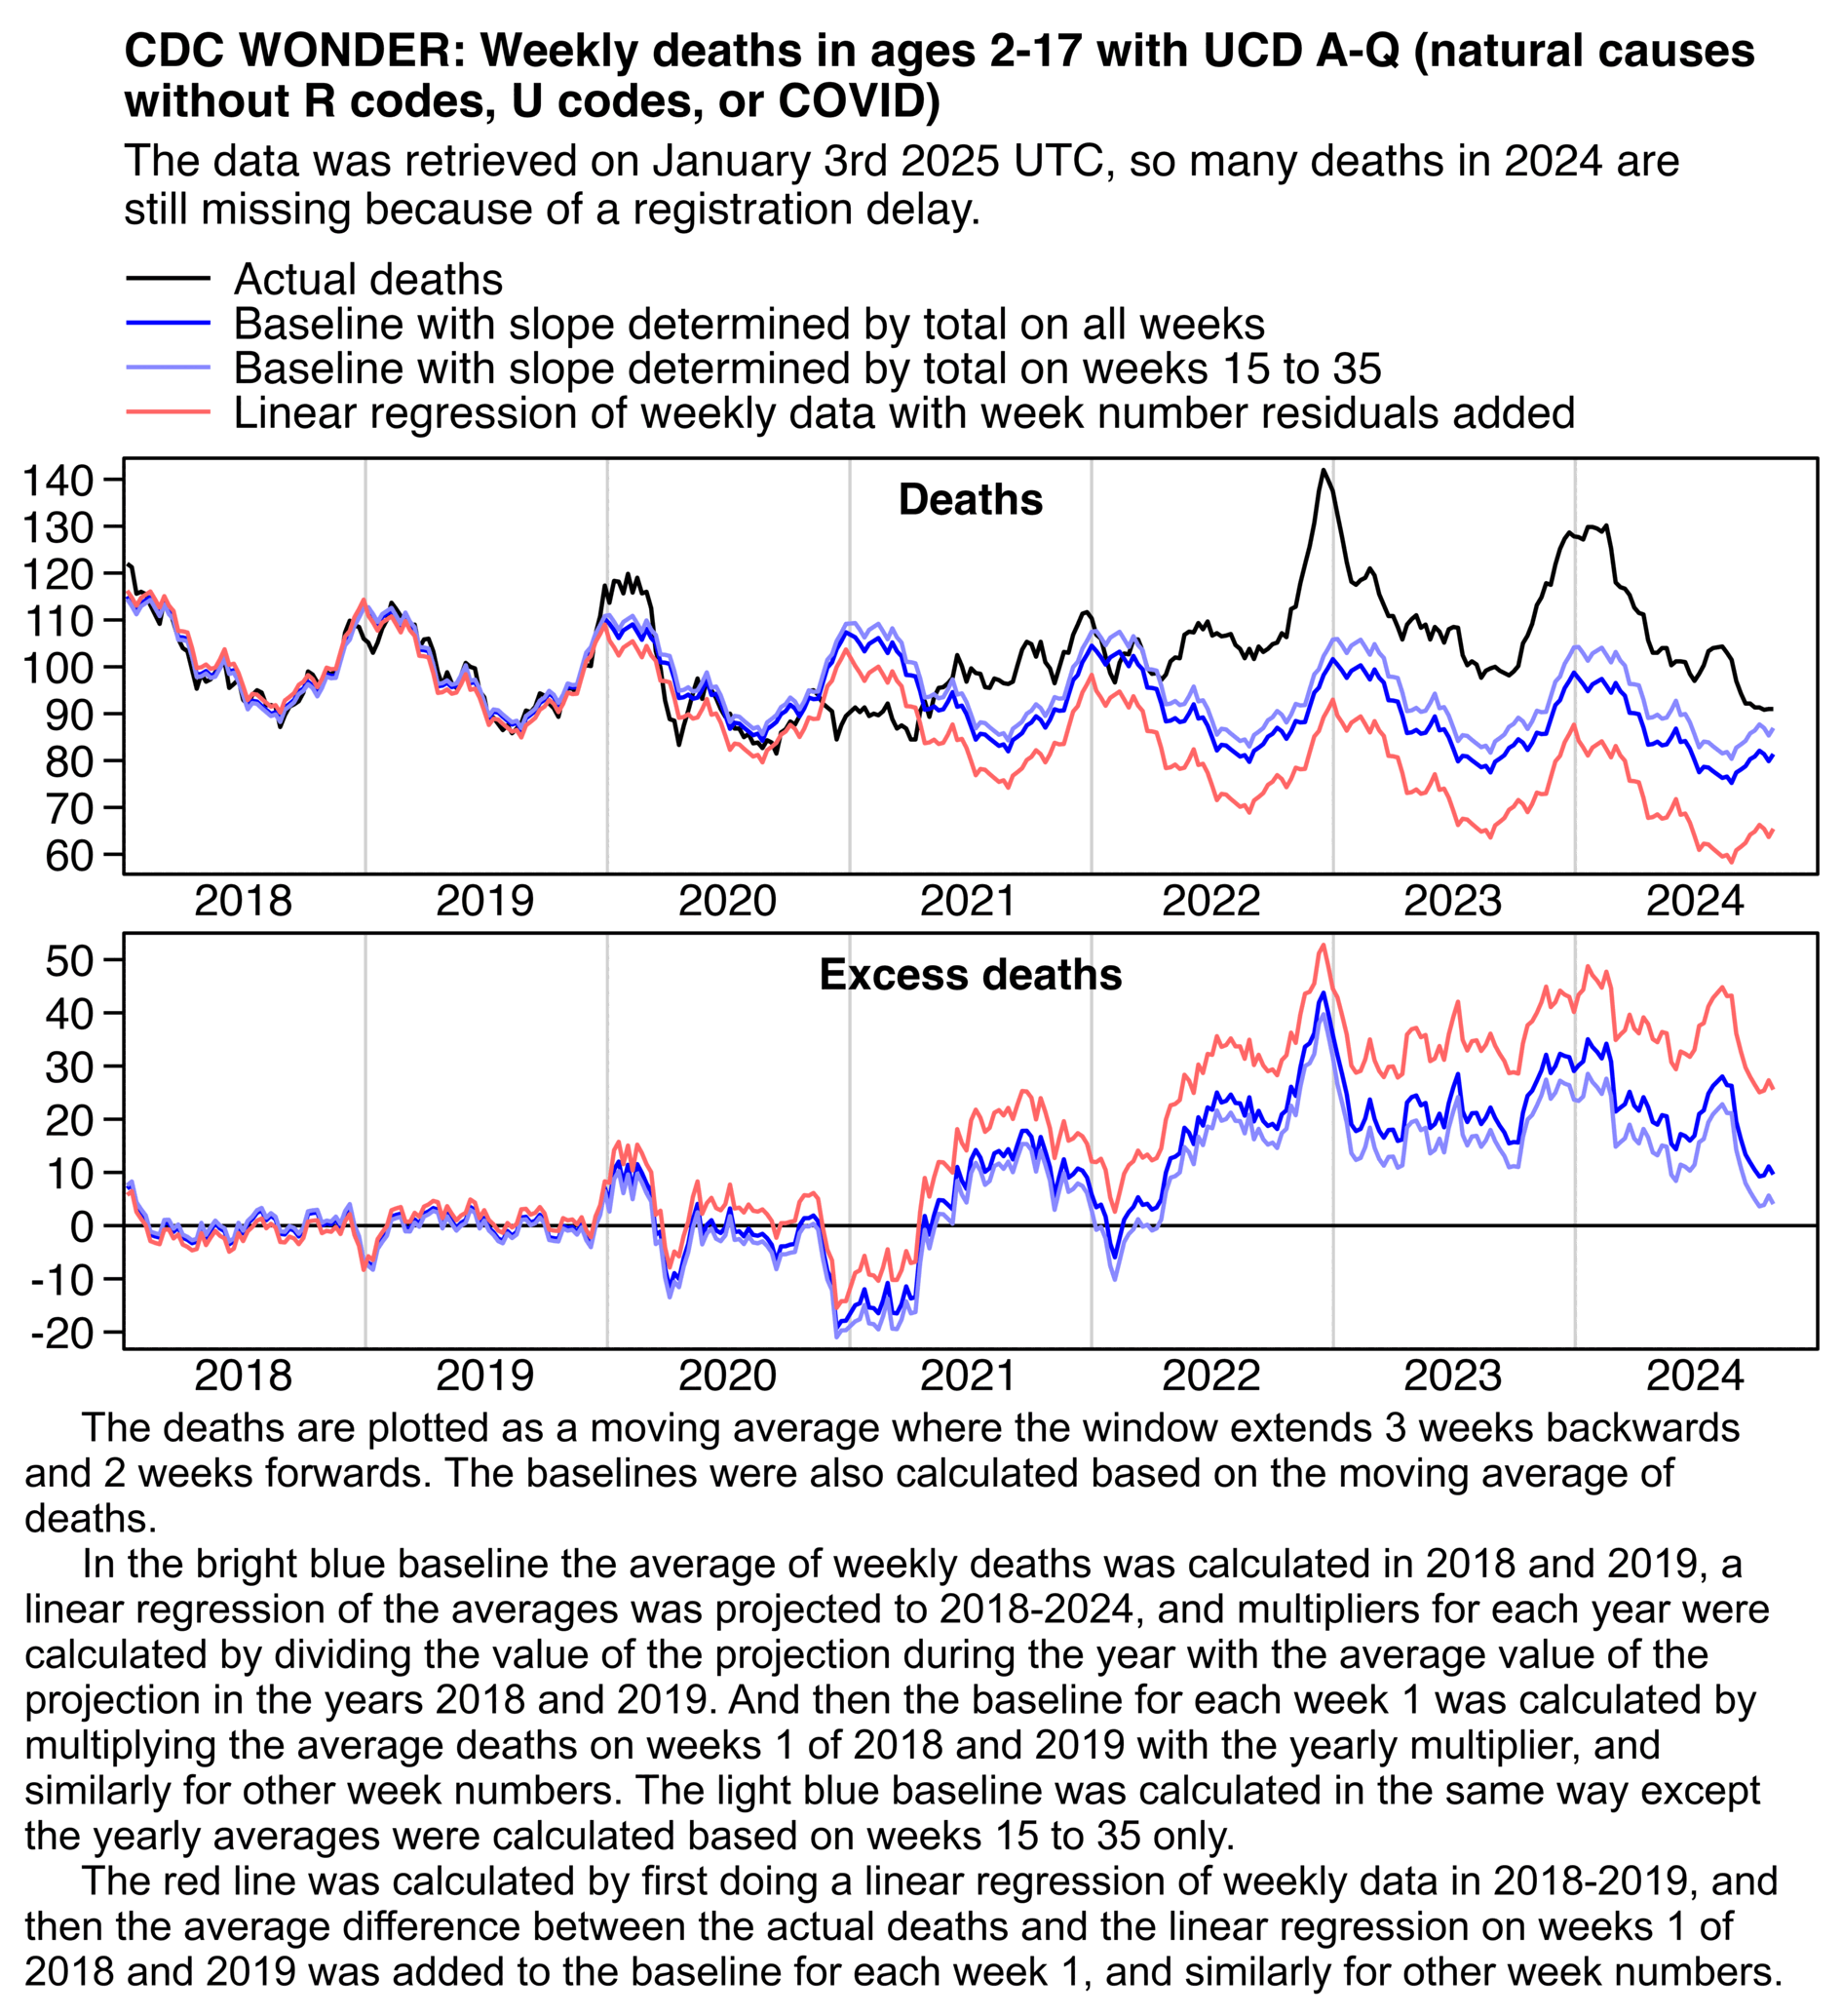 CDC WONDER: Weekly deaths in ages 2-17 with UCD A-Q (natural causes
without R codes, U codes, or COVID)
The data was retrieved on January 3rd 2025 UTC, so many deaths in 2024 are
still missing because of a registration delay.
Actual deaths
Baseline with slope determined by total on all weeks
Baseline with slope determined by total on weeks 15 to 35
Linear regression of weekly data with week number residuals added
Deaths
140
130
120
110
100
90
80
70
60
2018 2019 2020 2021 2022 2023 2024
Excess deaths
50
40
30
20
10
0
-10
-20
2018 2019 2020 2021 2022 2023 2024
The deaths are plotted as a moving average where the window extends 3 weeks backwards
and 2 weeks forwards. The baselines were also calculated based on the moving average of
deaths.
In the bright blue baseline the average of weekly deaths was calculated in 2018 and 2019, a
linear regression of the averages was projected to 2018-2024, and multipliers for each year were
calculated by dividing the value of the projection during the year with the average value of the
projection in the years 2018 and 2019. And then the baseline for each week 1 was calculated by
multiplying the average deaths on weeks 1 of 2018 and 2019 with the yearly multiplier, and
similarly for other week numbers. The light blue baseline was calculated in the same way except
the yearly averages were calculated based on weeks 15 to 35 only.
The red line was calculated by first doing a linear regression of weekly data in 2018-2019, and
then the average difference between the actual deaths and the linear regression on weeks 1 of
2018 and 2019 was added to the baseline for each week 1, and similarly for other week numbers.